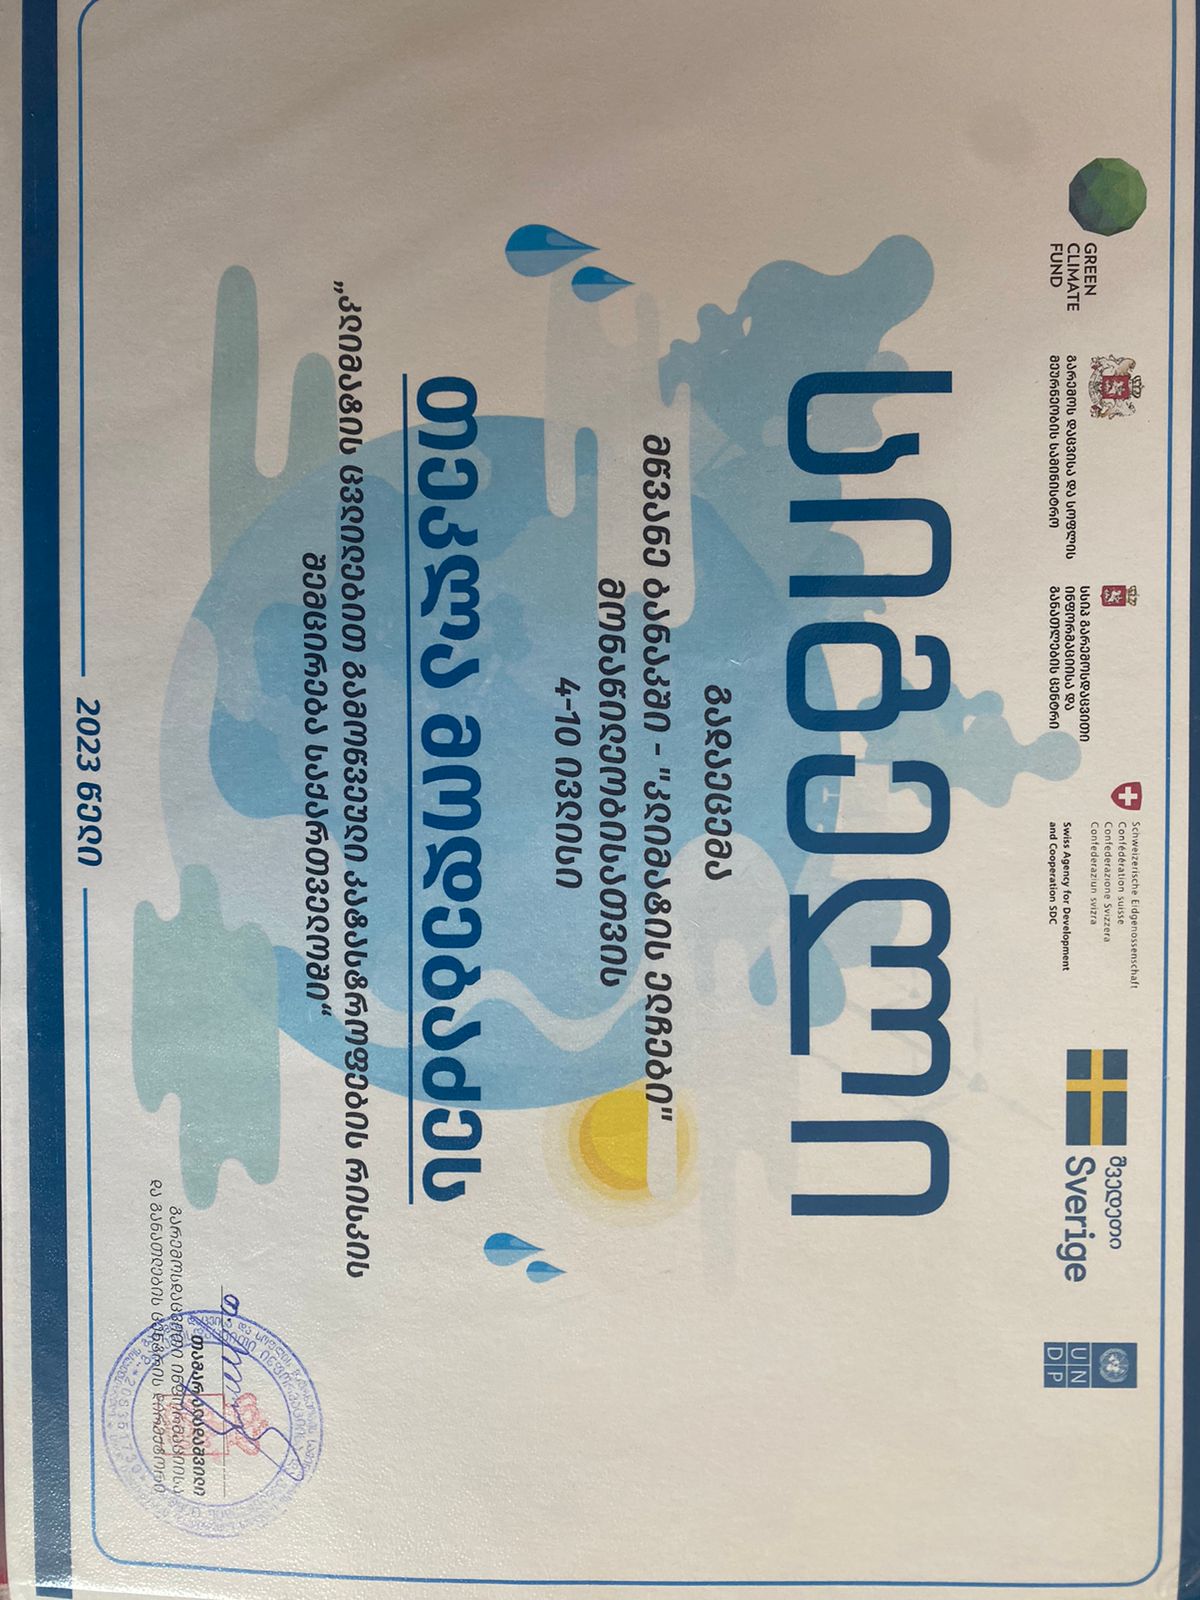 GREEN
CLIMATE
FUND
გარემოს დაცვისა და სოფლის
მეურნეობის სამინისტრო
სსიპ გარემოსდაცვითი
ინფორმაციისა და
განათლების ცენტრი
Schweizerische Eidgenossenschaft
Confédération suisse
Confederazione Svizzera
Confederaziun svizra
Swiss Agency for Development
and Cooperation SDC
შვედეთი
Sverige
UN
DP
სიგელი
გადაეცემა
მწვანე ბანაკში - "კლიმატის ელჩები"
მონაწილეობისათვის
4-10 ივლისი
თეკლა მოდებაძეს
„კლიმატის ცვლილებით გამოწვეული კატასტროფების რისკის
შემცირება საქართველოში“
თამარ ალადაშვილი
გარემოსდაცვითი ინფორმაციისა
და განათლების ცენტრის დირექტორი
2023 წელი